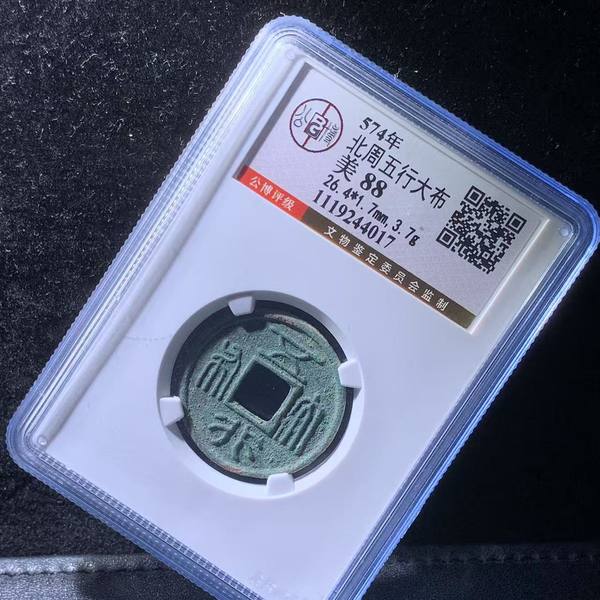 574年
北周五行大布
美 88
26.4*1.7mm,3.7g
1119244017
公博评级
文物鉴定委员会监制
五行大布